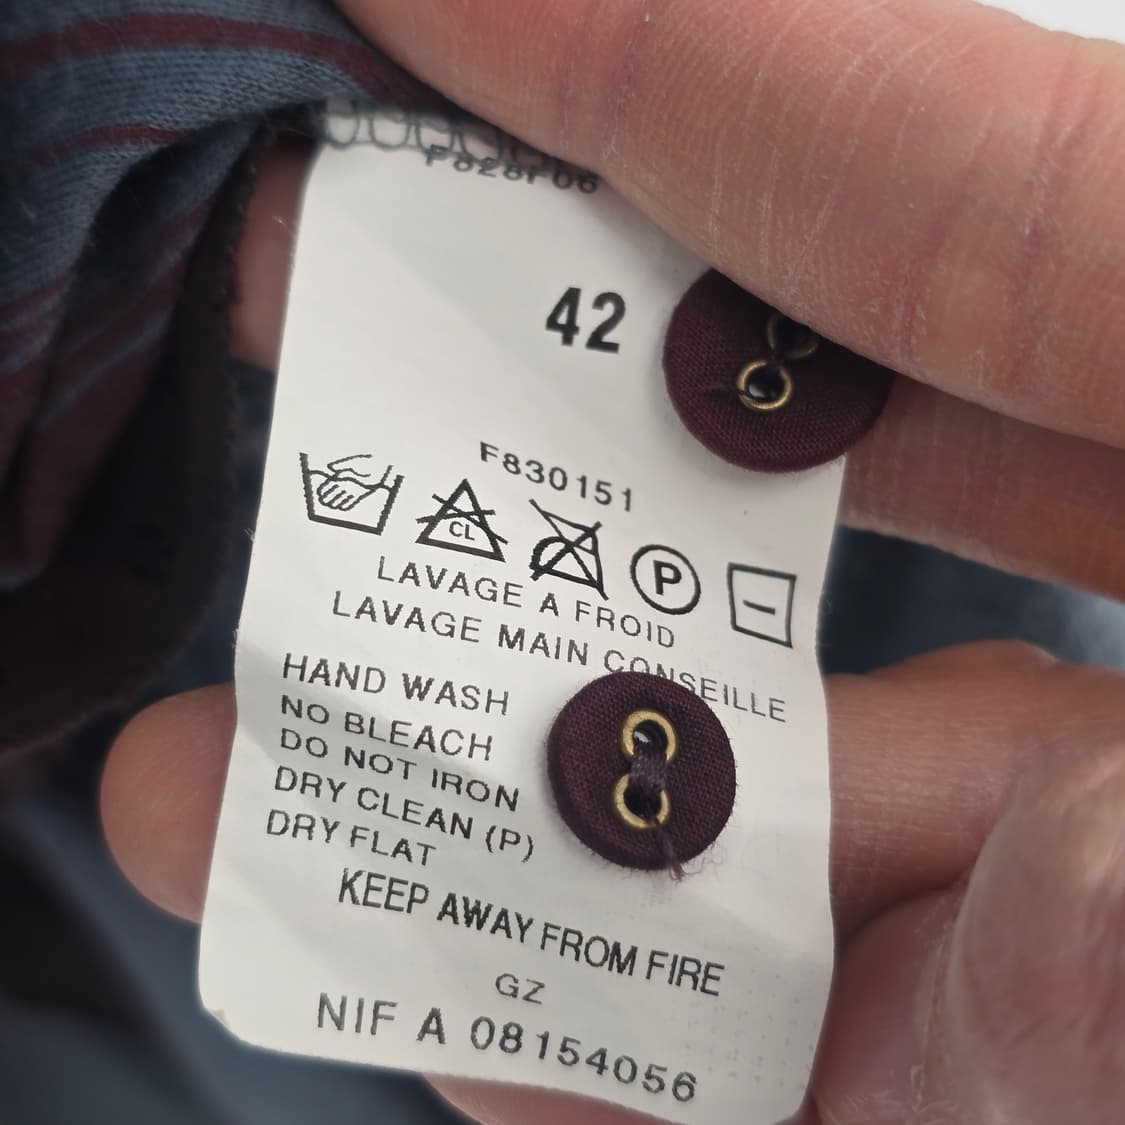 F828F06
42
F830151
CL
P
LAVAGE A FROID
LAVAGE MAIN CONSEILLE
HAND WASH
NO BLEACH
DO NOT IRON
DRY CLEAN (P)
DRY FLAT
KEEP AWAY FROM FIRE
GZ
NIF A 08154056